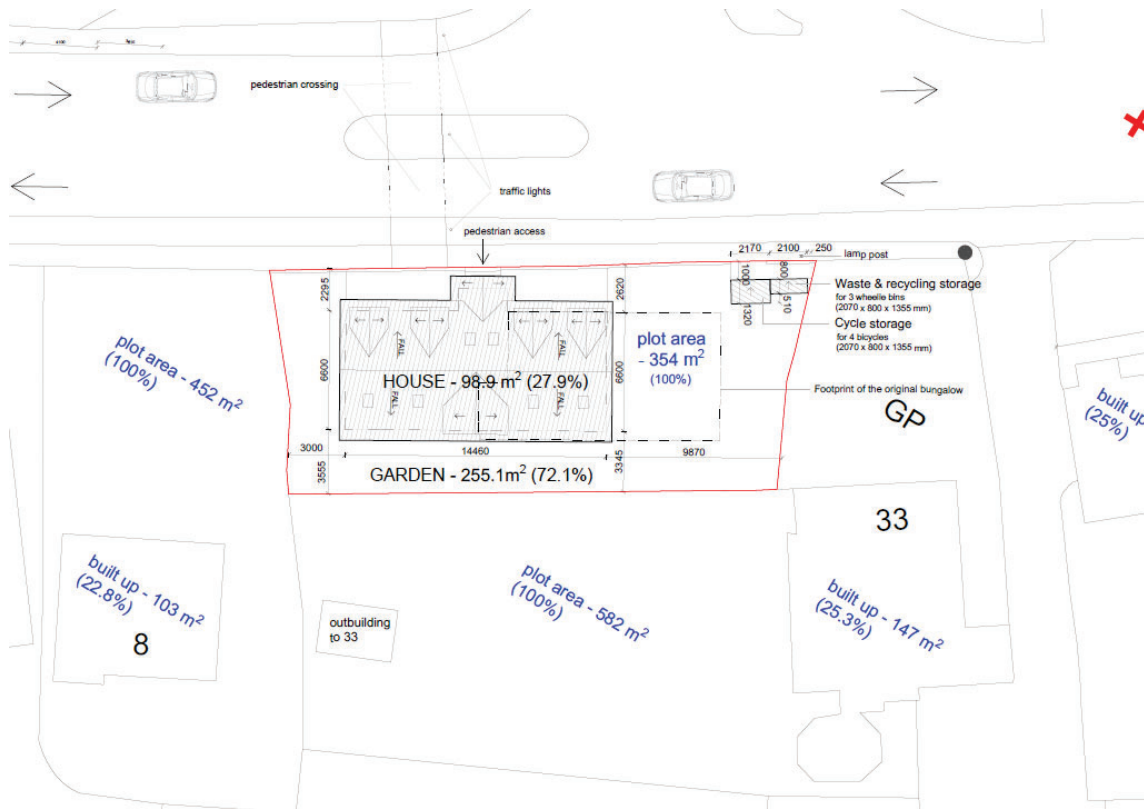 pedestrian crossing
traffic lights
pedestrian access
2170 2100 250
lamp post
2295
2620
1000
800
510
1320
Waste & recycling storage
for 3 wheelie bins
(2070 x 800 x 1355 mm)
Cycle storage
for 4 bicycles
(2070 x 800 x 1355 mm)
plot area - 452 m²
(100%)
plot area
- 354 m²
(100%)
FALL
FALL
6600
6600
HOUSE - 98.9 m² (27.9%)
FALL
FALL
Footprint of the original bungalow
GP
built up
(25%)
3000
14460
9870
3555
3345
GARDEN - 255.1m² (72.1%)
33
built up - 103 m²
(22.8%)
8
outbuilding
to 33
plot area - 582 m²
(100%)
built up - 147 m²
(25.3%)